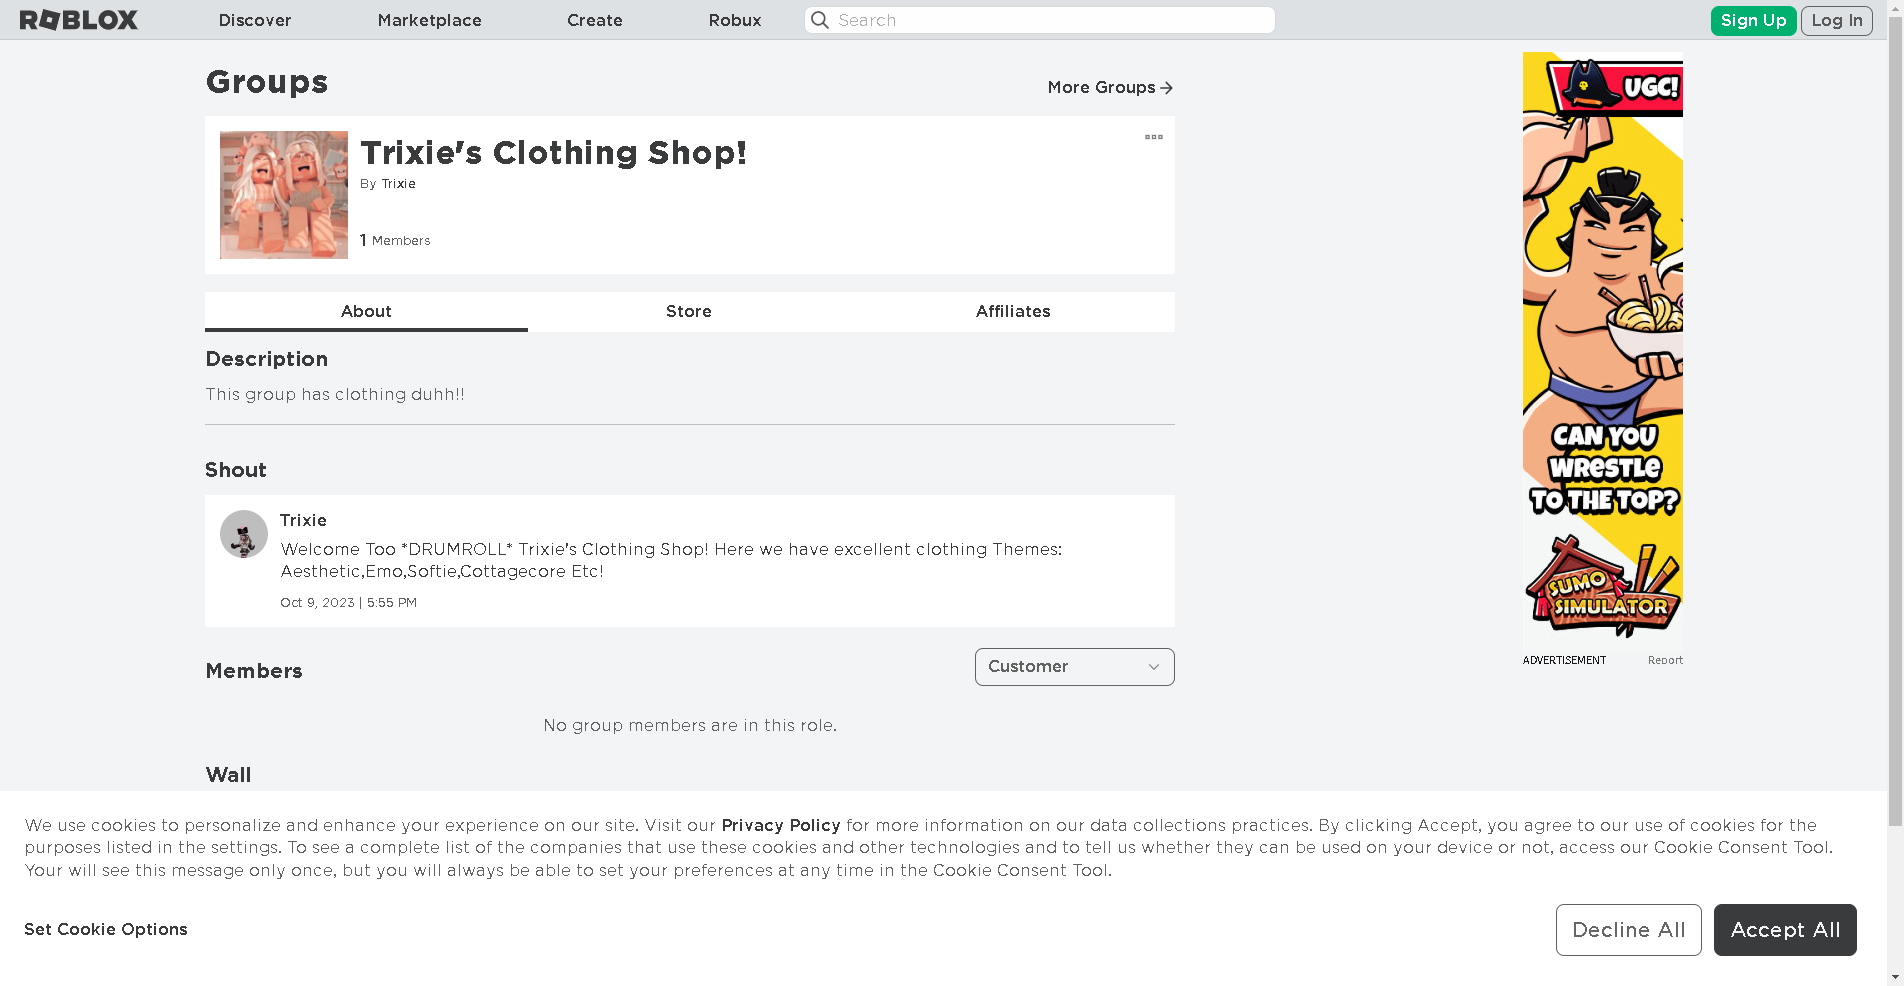 ROBLOX
Discover
Marketplace
Create
Robux
Search
Sign Up
Log In
Groups
More Groups
Trixie's Clothing Shop!
By Trixie
1 Members
About
Store
Affiliates
Description
This group has clothing duhh!!
Shout
Trixie
Welcome Too *DRUMROLL* Trixie's Clothing Shop! Here we have excellent clothing Themes:
Aesthetic,Emo,Softie,Cottagecore Etc!
Oct 9, 2023 | 5:55 PM
Members
Customer
No group members are in this role.
Wall
UGC!
CAN YOU
WRESTLE
TO THE TOP?
SUMO
SIMULATOR
ADVERTISEMENT
Report
We use cookies to personalize and enhance your experience on our site. Visit our Privacy Policy for more information on our data collections practices. By clicking Accept, you agree to our use of cookies for the
purposes listed in the settings. To see a complete list of the companies that use these cookies and other technologies and to tell us whether they can be used on your device or not, access our Cookie Consent Tool.
Your will see this message only once, but you will always be able to set your preferences at any time in the Cookie Consent Tool.
Set Cookie Options
Decline All
Accept All